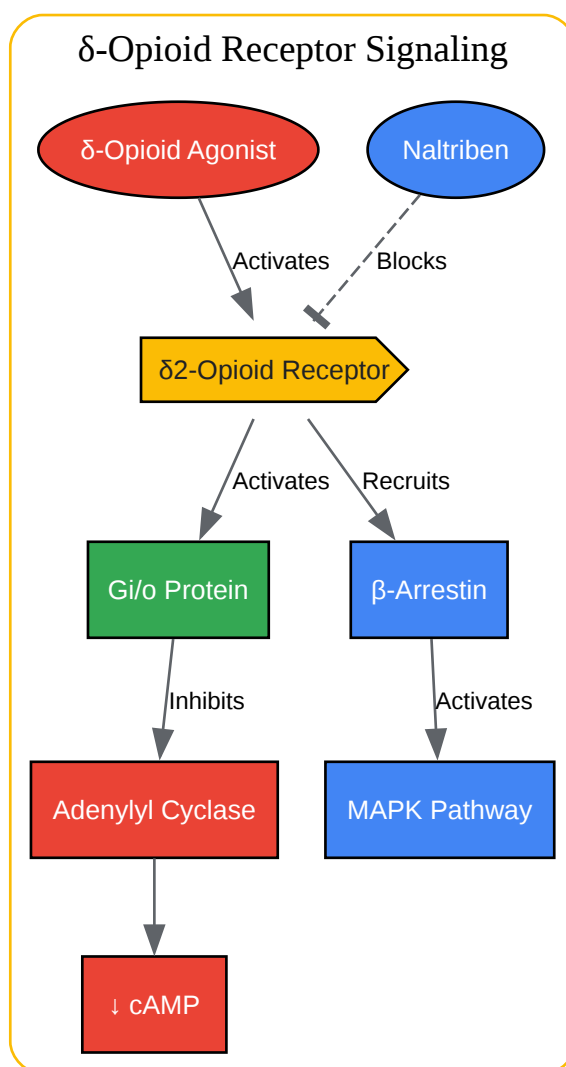 δ-Opioid Receptor Signaling
δ-Opioid Agonist
Naltriben
Activates
Blocks
δ2-Opioid Receptor
Activates
Recruits
Gi/o Protein
β-Arrestin
Inhibits
Activates
Adenylyl Cyclase
MAPK Pathway
↓ cAMP